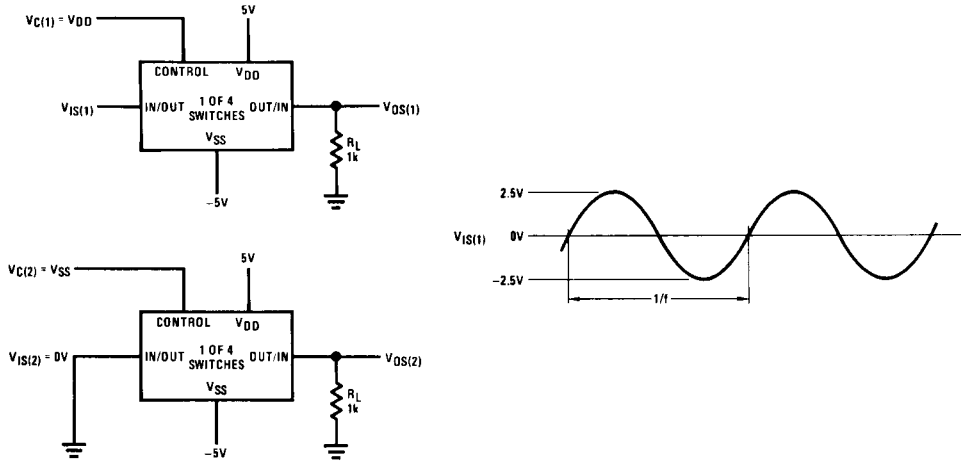 VC(1) = VDD
5V
CONTROL VDD
VIS(1) IN/OUT 1 OF 4 OUT/IN VOS(1)
SWITCHES
VSS
RL
1k
−5V
VC(2) = VSS
5V
CONTROL VDD
VIS(2) = 0V IN/OUT 1 OF 4 OUT/IN VOS(2)
SWITCHES
VSS
RL
1k
−5V
2.5V
VIS(1) 0V
−2.5V
1/f